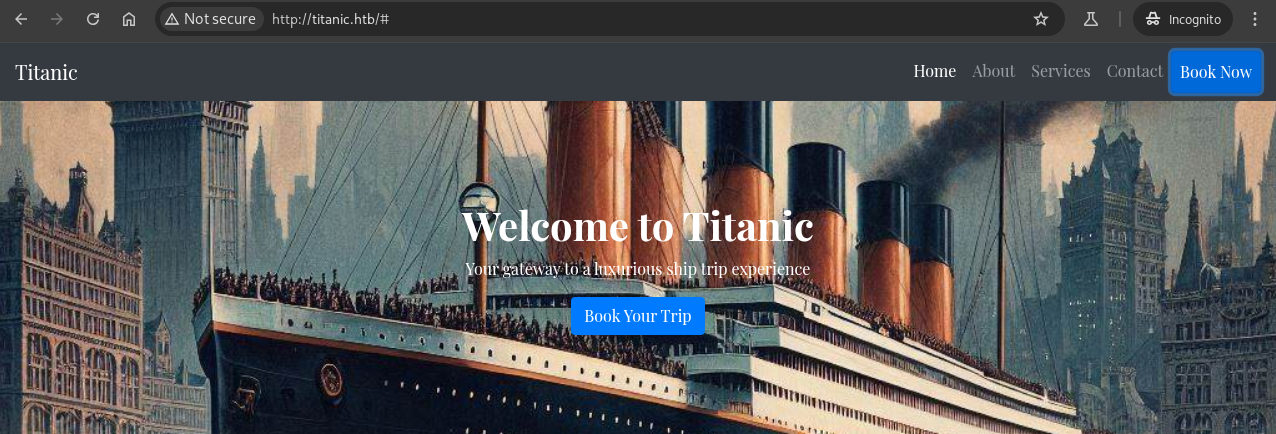 Not secure http://titanic.htb/# Incognito
Titanic Home About Services Contact Book Now
Welcome to Titanic
Your gateway to a luxurious ship trip experience
Book Your Trip